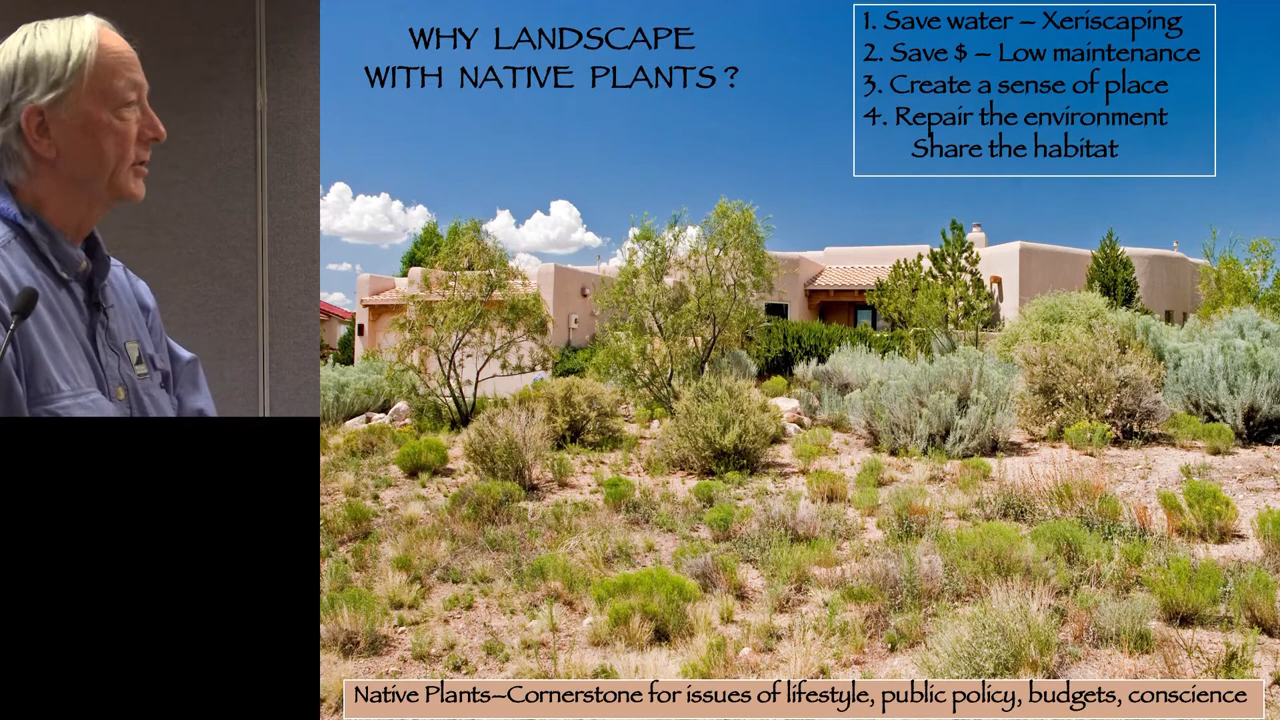 WHY LANDSCAPE
WITH NATIVE PLANTS ?
1. Save water – Xeriscaping
2. Save $ – Low maintenance
3. Create a sense of place
4. Repair the environment
Share the habitat
Native Plants–Cornerstone for issues of lifestyle, public policy, budgets, conscience